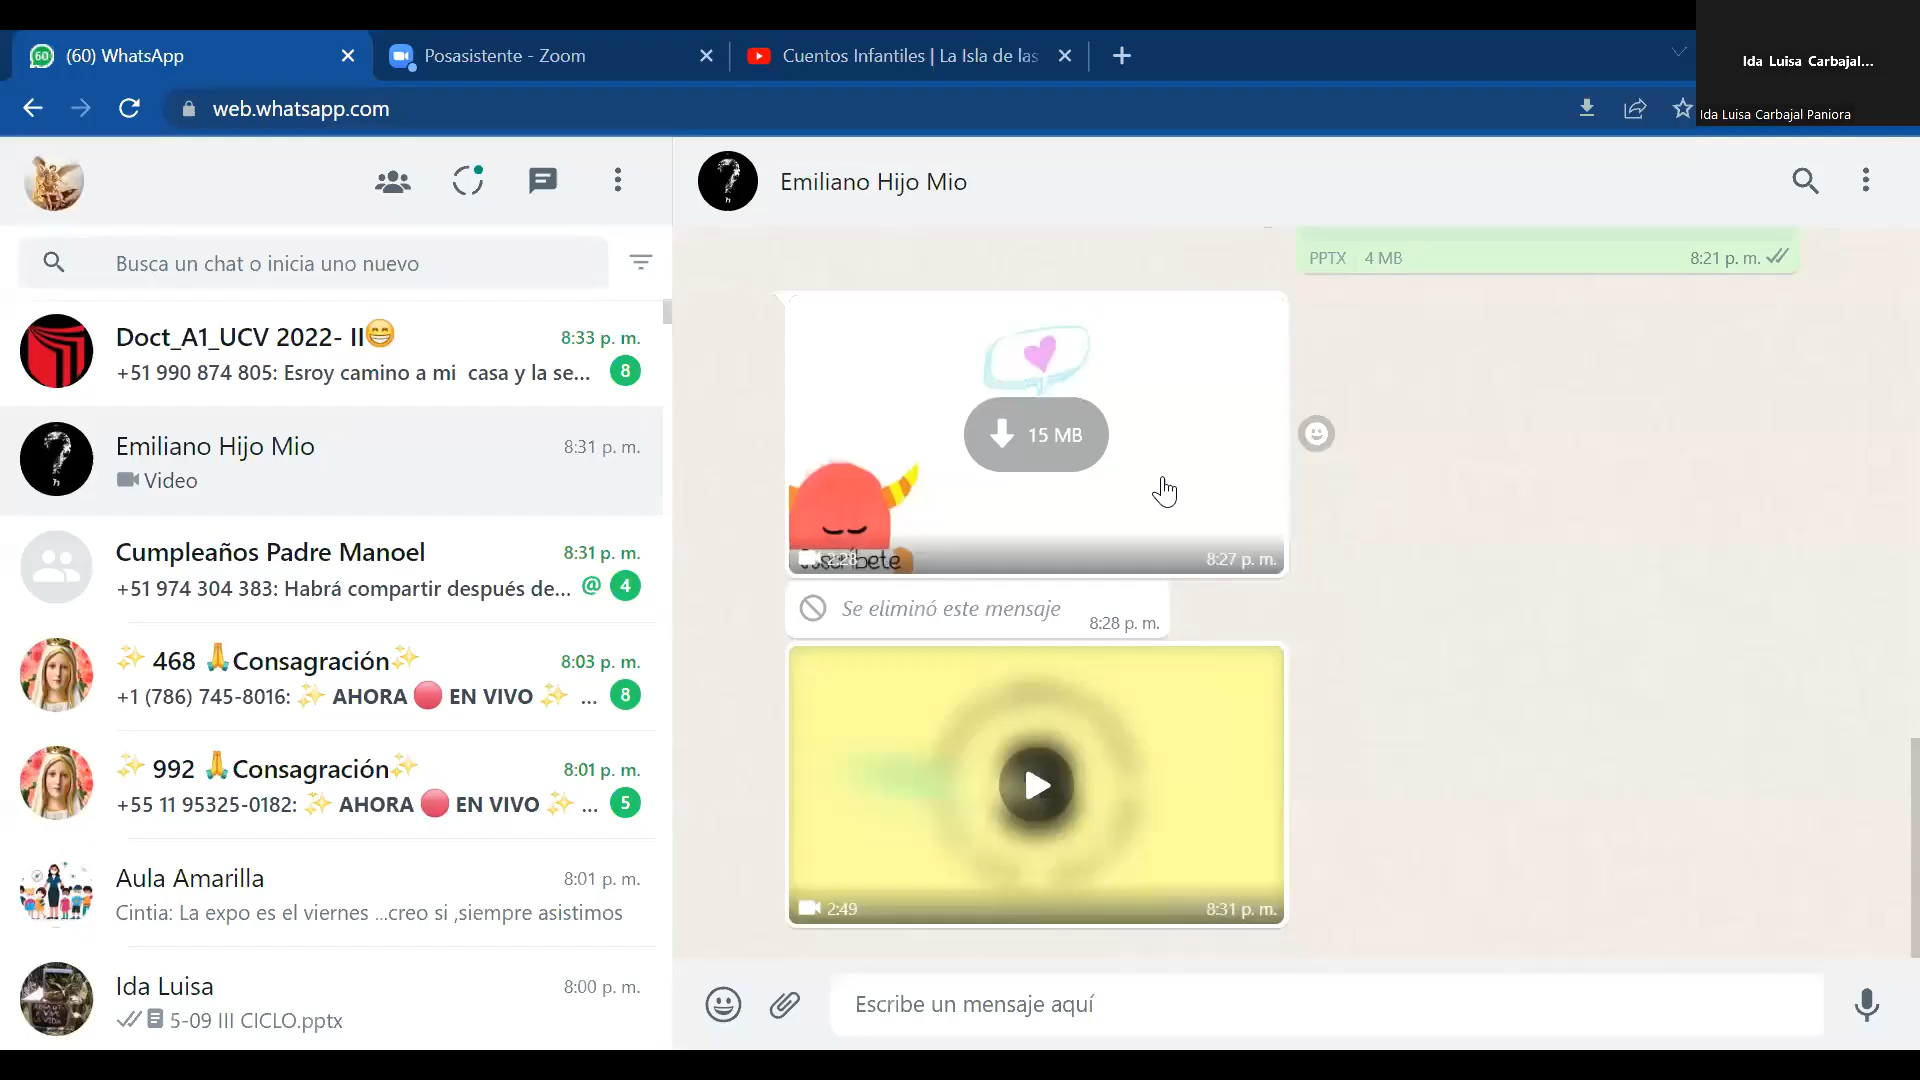 (60) WhatsApp
Posasistente - Zoom
Cuentos Infantiles | La Isla de las
Ida Luisa Carbajal...
Ida Luisa Carbajal Paniora
web.whatsapp.com
Busca un chat o inicia uno nuevo
Doct_A1_UCV 2022- II😁
8:33 p. m.
+51 990 874 805: Esroy camino a mi casa y la se...
8
Emiliano Hijo Mio
8:31 p. m.
Video
Cumpleaños Padre Manoel
8:31 p. m.
+51 974 304 383: Habrá compartir después de...
@ 4
✨ 468 🙏Consagración✨
8:03 p. m.
+1 (786) 745-8016: ✨ AHORA 🔴 EN VIVO ✨ ...
8
✨ 992 🙏Consagración✨
8:01 p. m.
+55 11 95325-0182: ✨ AHORA 🔴 EN VIVO ✨ ...
5
Aula Amarilla
8:01 p. m.
Cintia: La expo es el viernes ...creo si ,siempre asistimos
Ida Luisa
8:00 p. m.
5-09 III CICLO.pptx
Emiliano Hijo Mio
PPTX 4 MB
8:21 p. m.
15 MB
2:28
8:27 p. m.
Se eliminó este mensaje
8:28 p. m.
2:49
8:31 p. m.
Escribe un mensaje aquí